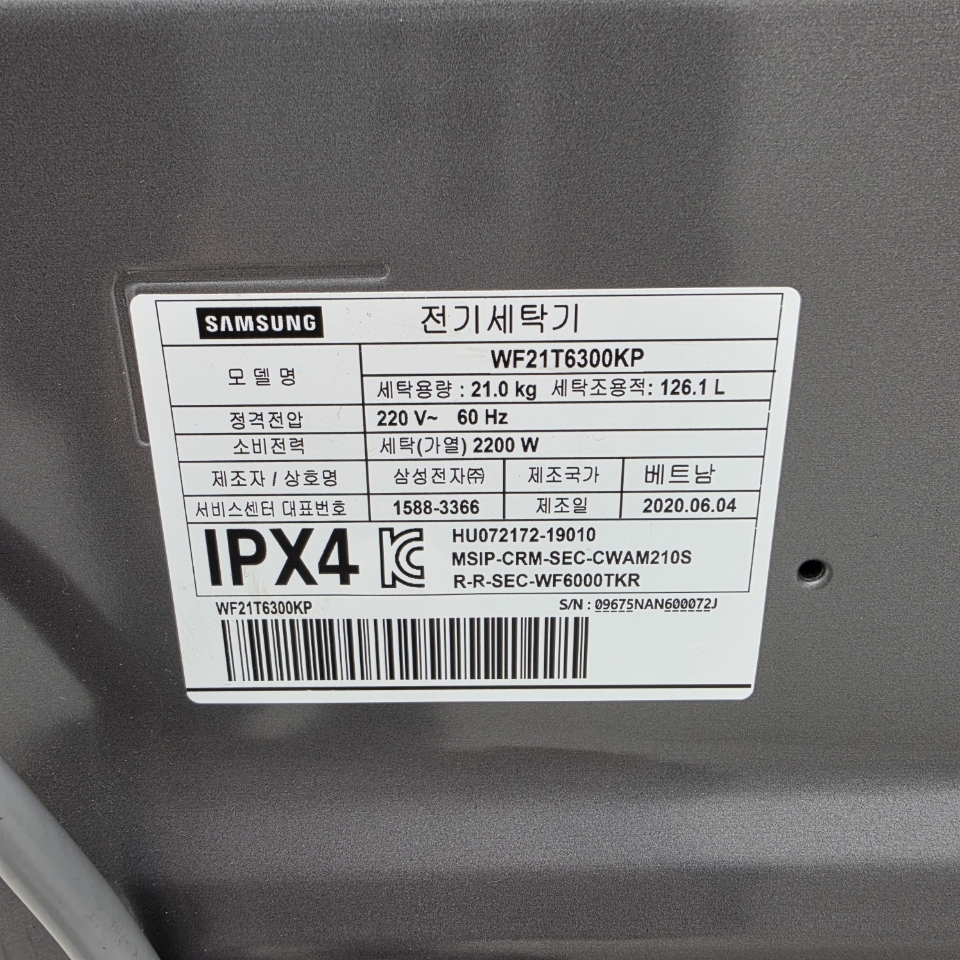 SAMSUNG 전기세탁기
모델명 WF21T6300KP
세탁용량 : 21.0 kg 세탁조용적: 126.1 L
정격전압 220 V~ 60 Hz
소비전력 세탁(가열) 2200 W
제조자 / 상호명 삼성전자㈜ 제조국가 베트남
서비스센터 대표번호 1588-3366 제조일 2020.06.04
IPX4 HU072172-19010
MSIP-CRM-SEC-CWAM210S
R-R-SEC-WF6000TKR
WF21T6300KP S/N : 09675NAN600072J